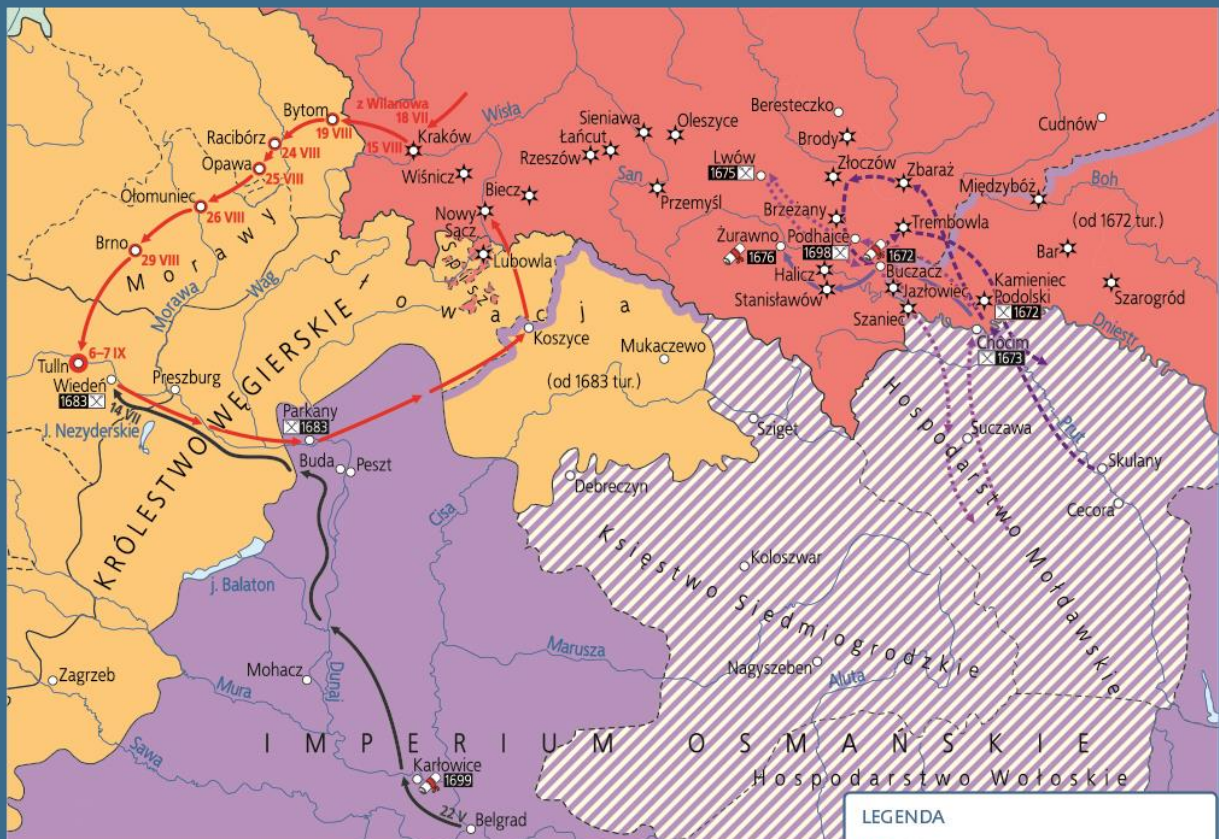 Bytom
19 VIII
z Wilanowa
18 VII
Wisła
Racibórz
24 VIII
15 VIII
Kraków
Opawa
25 VIII
Ołomuniec
26 VIII
Brno
29 VIII
Morawy
Morawa
Wag
Wiśnicz
Biecz
Nowy
Sącz
Rzeszów
Łańcut
Sieniawa
Oleszyce
San
Przemyśl
Lwów
1675
Beresteczko
Brody
Cudnów
Złoczów
Zbaraż
Międzybóż
Boh
(od 1672 tur.)
Brzeżany
Trembowla
Żurawno
1676
Podhajce
1698
1672
Bar
Halicz
Buczacz
Stanisławów
Jazłowiec
Kamieniec
Podolski
1672
Szarogród
Szaniec
Dniestr
Chocim
1673
Lubowla
Spisz
Słowacja
Koszyce
Mukaczewo
(od 1683 tur.)
Tulln
6–7 IX
Wiedeń
1683
14 VII
Preszburg
J. Nezyderskie
KRÓLESTWO WĘGIERSKIE
Parkany
1683
Buda
Peszt
Cisa
Sziget
Debreczyn
Suczawa
Prut
Skulany
Cecora
Hospodarstwo Mołdawskie
Księstwo Siedmiogrodzkie
Koloszwar
j. Balaton
Marusza
Nagyszeben
Aluta
Zagrzeb
Mohacz
Mura
Dunaj
Sawa
IMPERIUM OSMAŃSKIE
Karłowice
1699
Hospodarstwo Wołoskie
22 V
Belgrad
LEGENDA